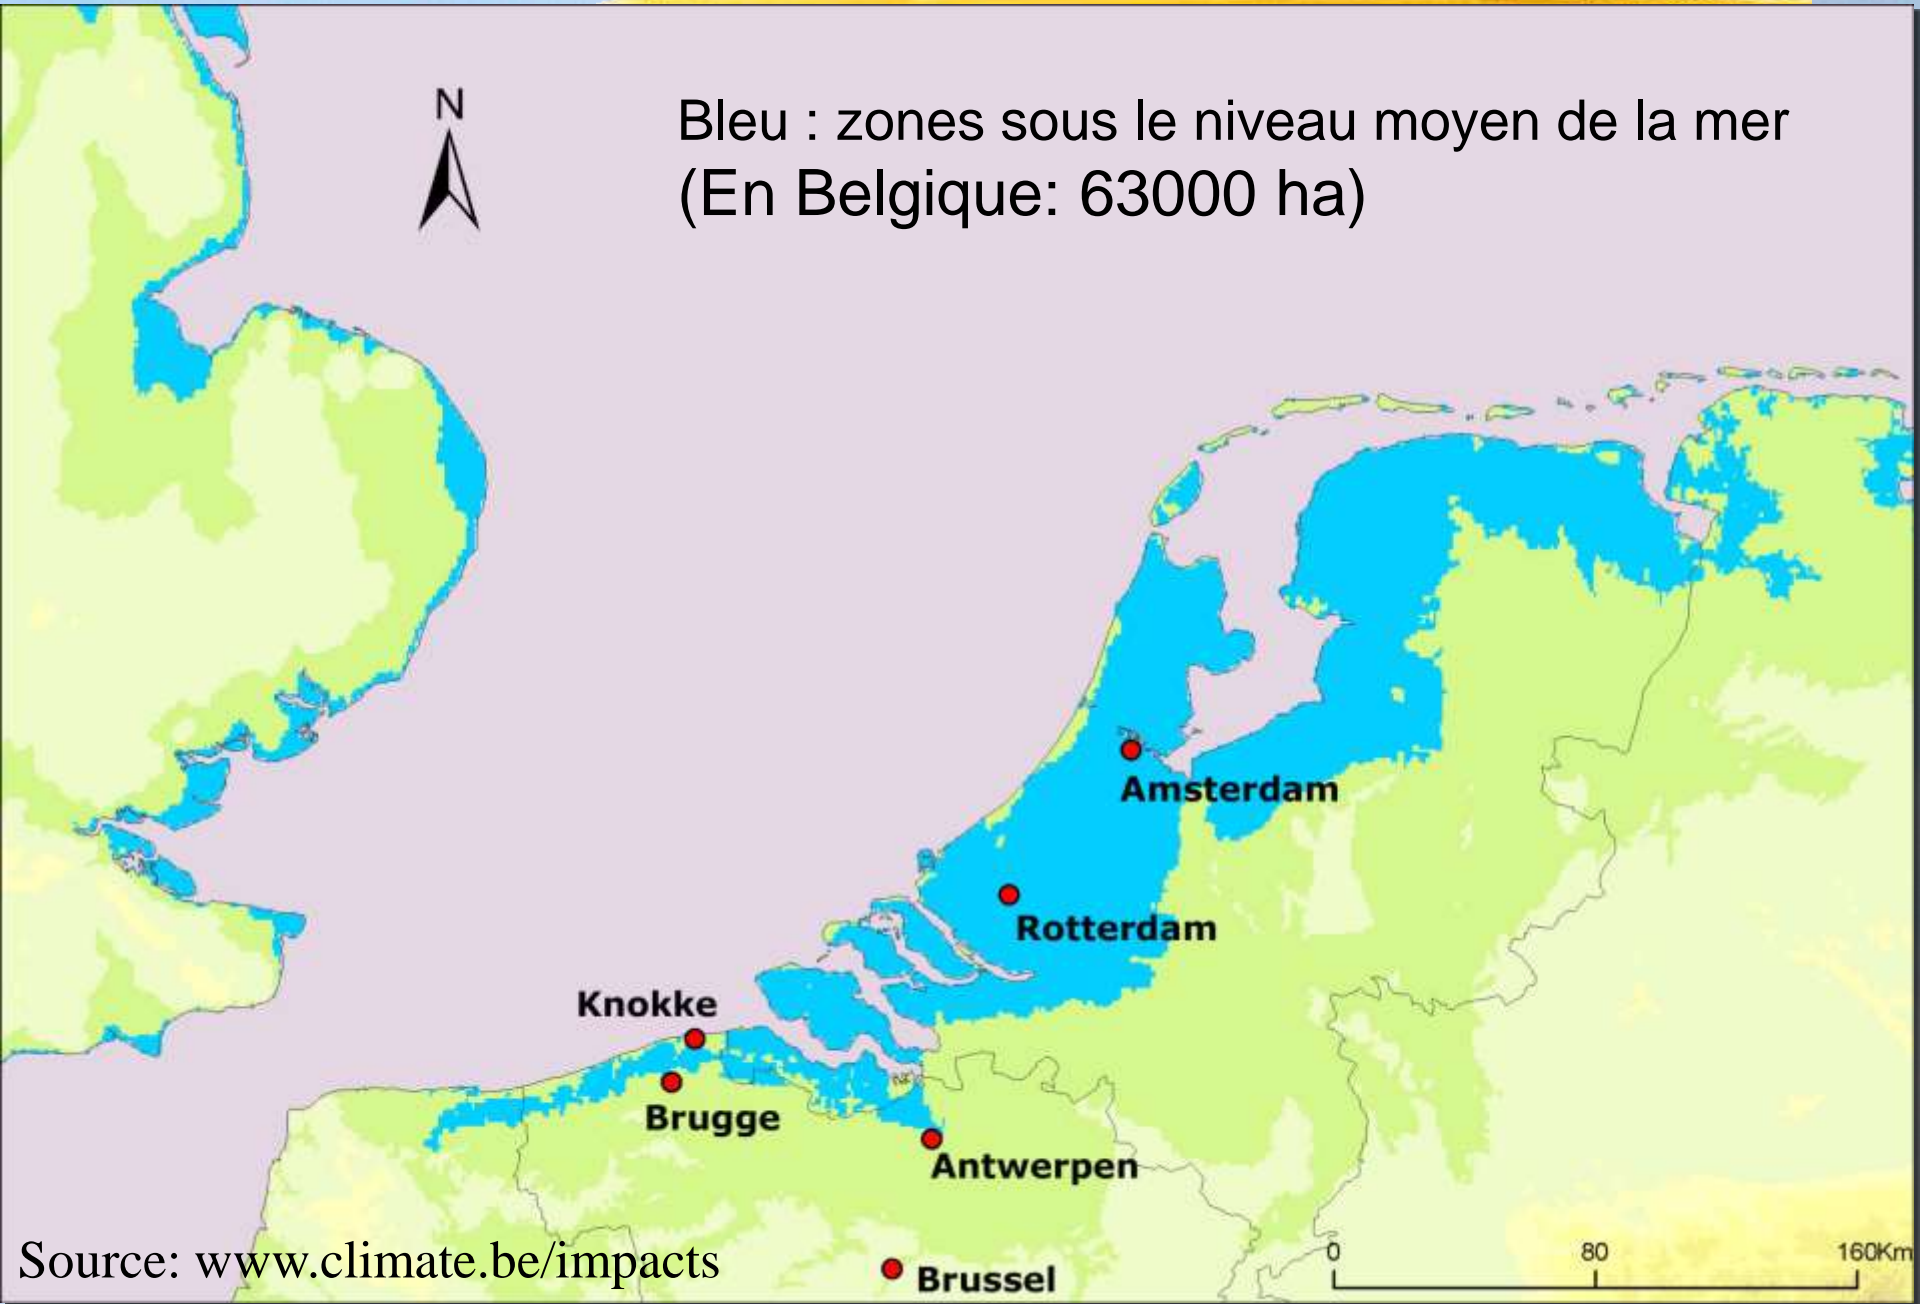 N
Bleu : zones sous le niveau moyen de la mer
(En Belgique: 63000 ha)
Amsterdam
Rotterdam
Knokke
Brugge
Antwerpen
Brussel
0 80 160Km
Source: www.climate.be/impacts